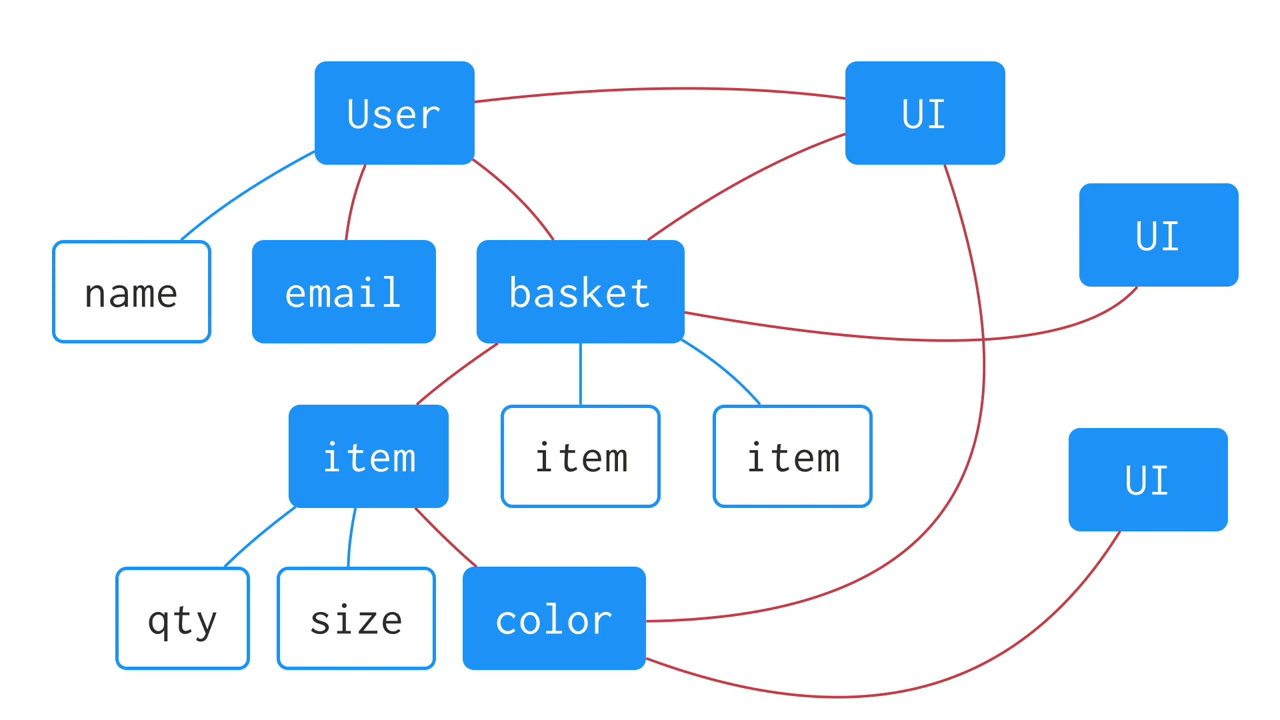 User
UI
UI
name
email
basket
item
item
item
UI
qty
size
color